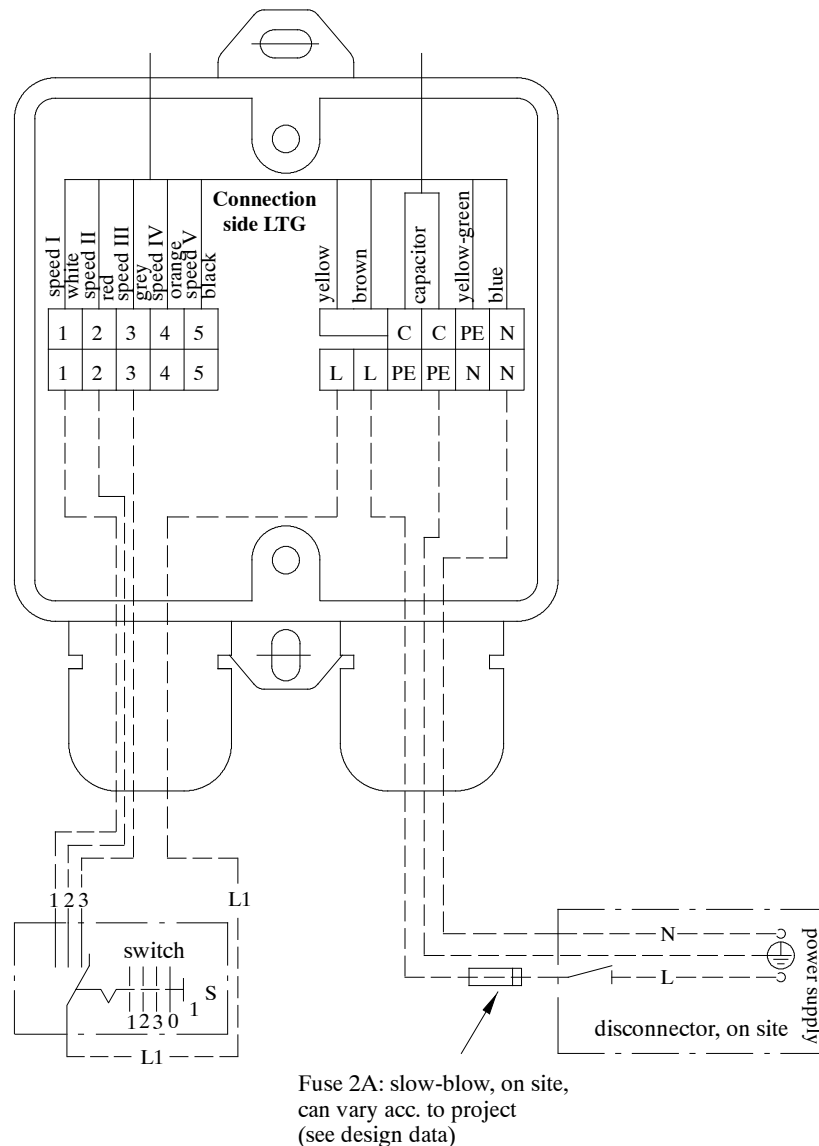 Connection
side LTG
speed I
white
speed II
red
speed III
grey
speed IV
orange
speed V
black
yellow
brown
capacitor
yellow-green
blue
1 2 3 4 5
C C PE N
1 2 3 4 5
L L PE PE N N
1 2 3
L1
switch
S
1
1 2 3 0
L1
N
L
power supply
disconnector, on site
Fuse 2A: slow-blow, on site,
can vary acc. to project
(see design data)